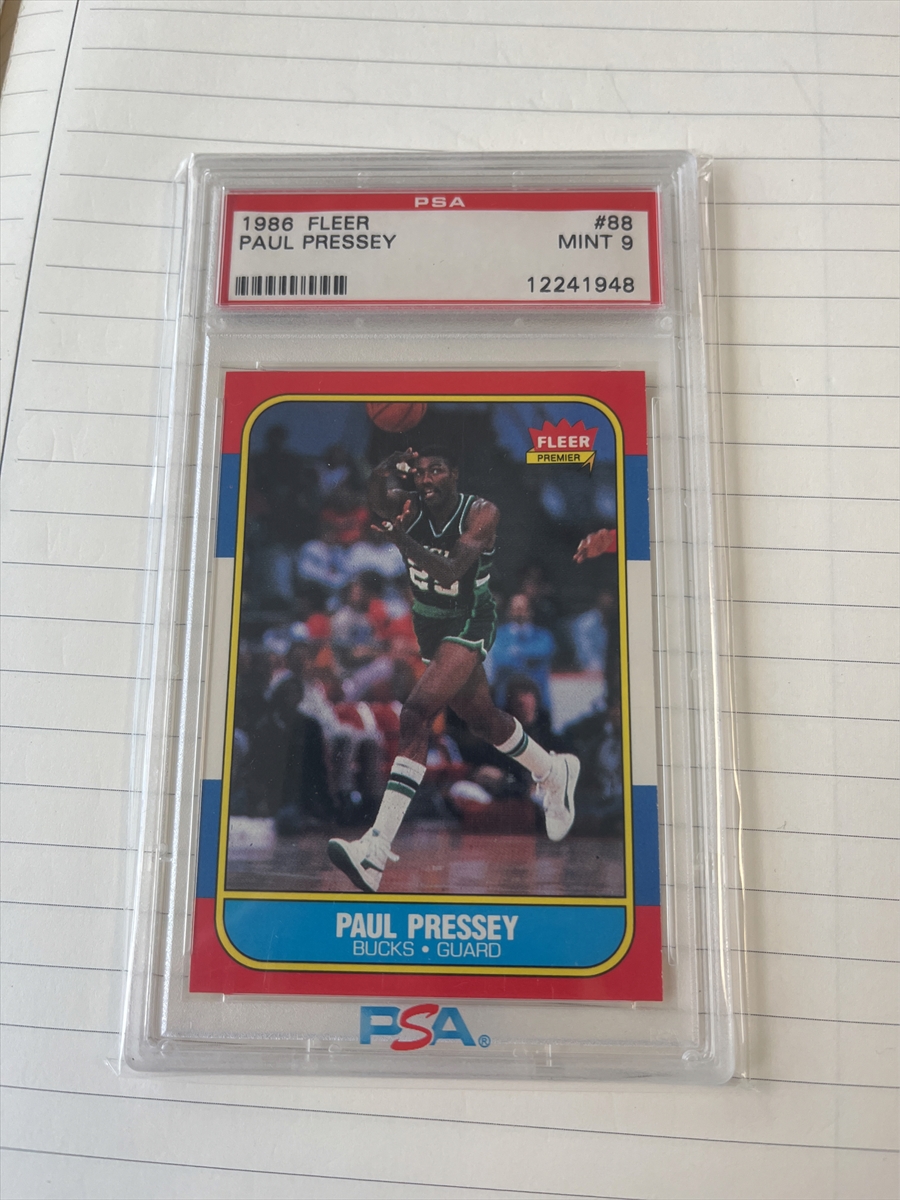 PSA
1986 FLEER #88
PAUL PRESSEY MINT 9
12241948
FLEER
PREMIER
PAUL PRESSEY
BUCKS • GUARD
PSA®